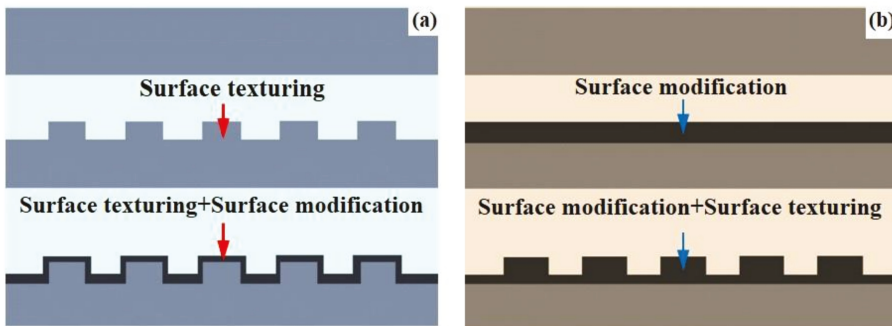 (a)
Surface texturing
Surface texturing+Surface modification
(b)
Surface modification
Surface modification+Surface texturing